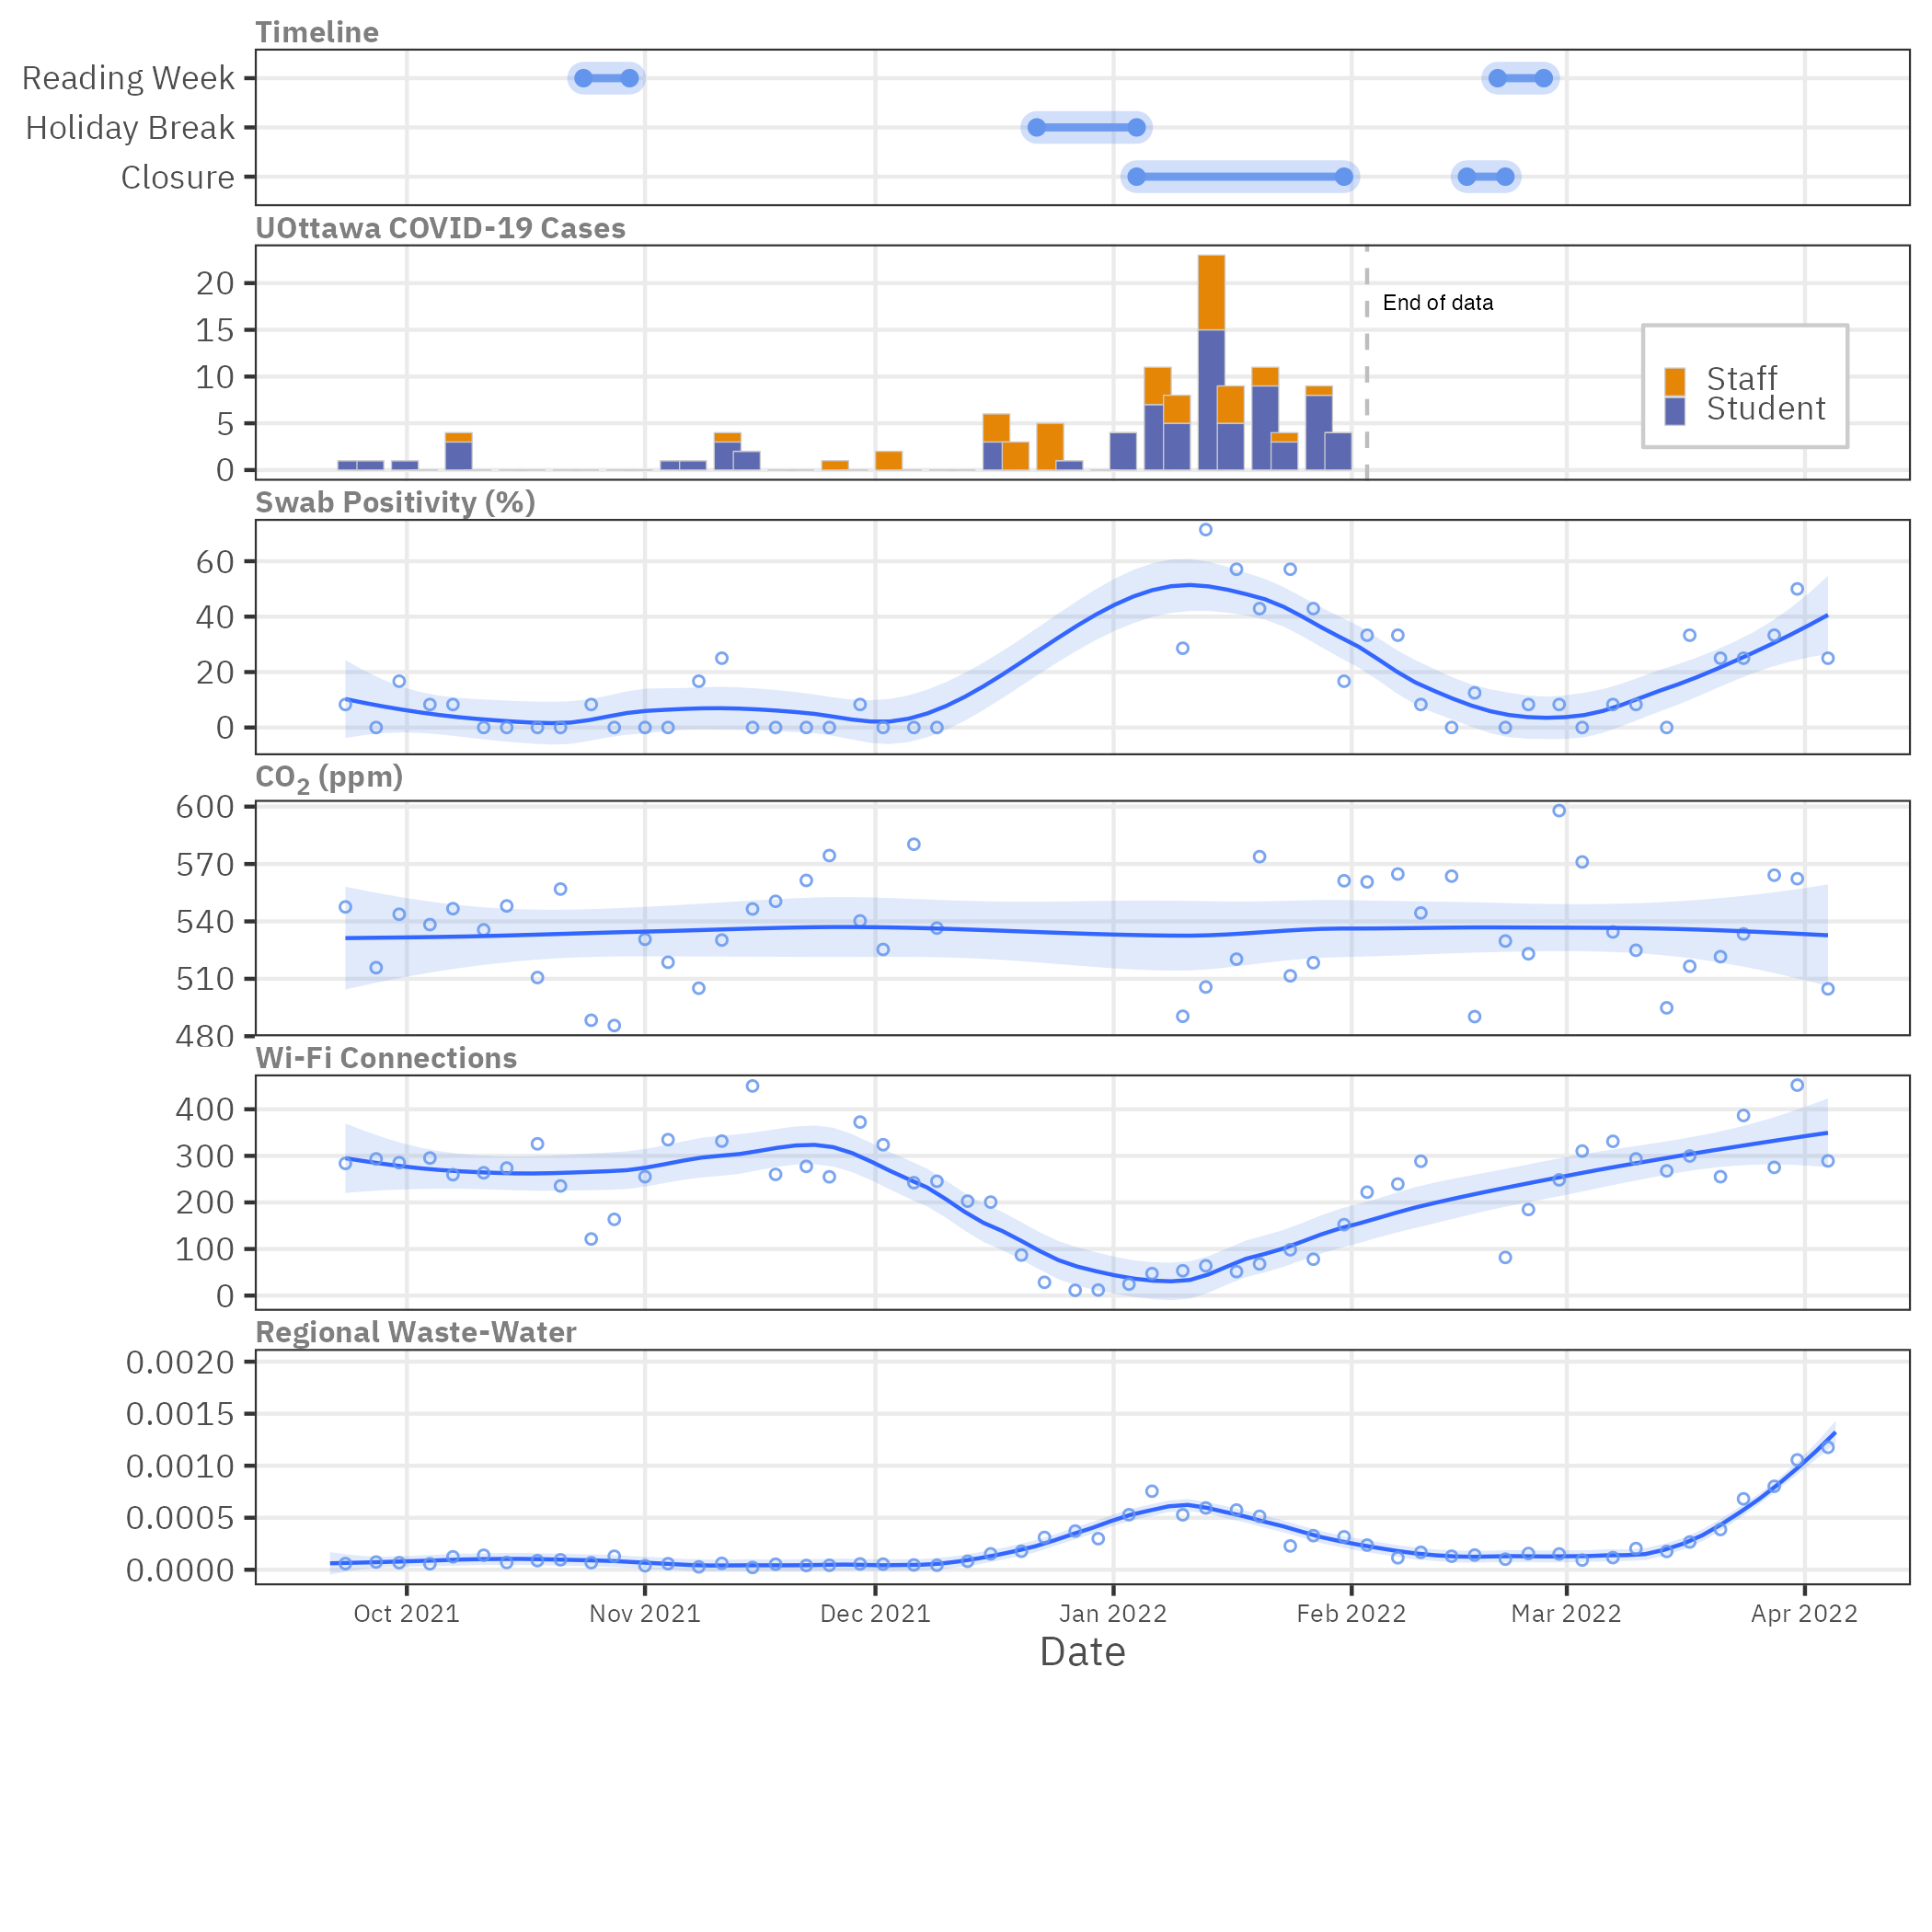 Timeline
Reading Week
Holiday Break
Closure
UOttawa COVID-19 Cases
20
15
10
5
0
End of data
Staff
Student
Swab Positivity (%)
60
40
20
0
CO₂ (ppm)
600
570
540
510
480
Wi-Fi Connections
400
300
200
100
0
Regional Waste-Water
0.0020
0.0015
0.0010
0.0005
0.0000
Oct 2021 Nov 2021 Dec 2021 Jan 2022 Feb 2022 Mar 2022 Apr 2022
Date